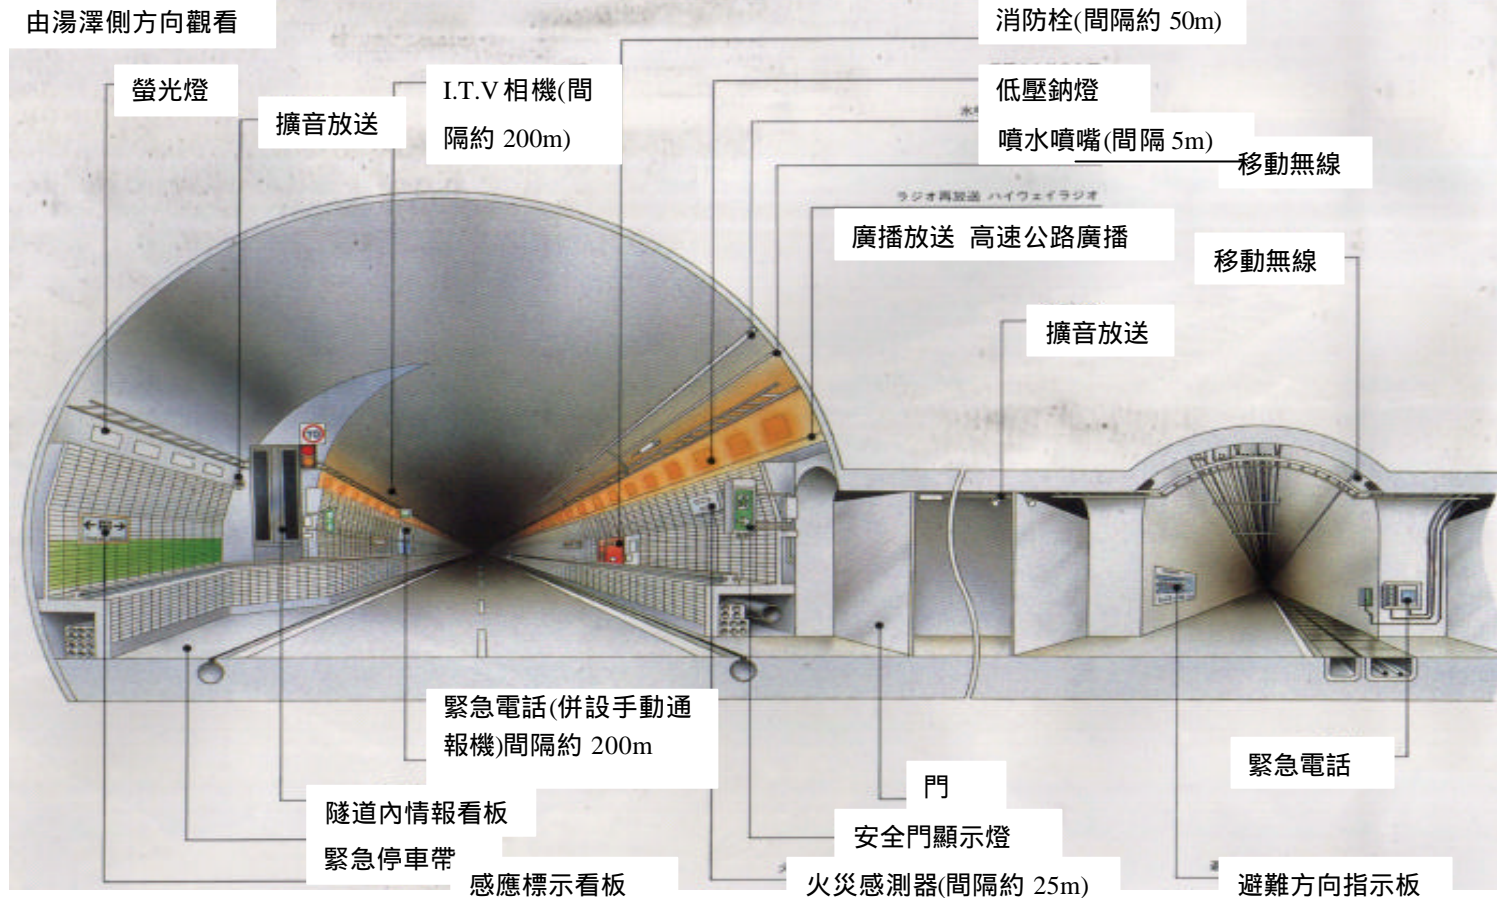 由湯澤側方向觀看
消防栓(間隔約 50m)
螢光燈
I.T.V 相機(間
隔約 200m)
低壓鈉燈
擴音放送
水
噴水噴嘴(間隔 5m)
移動無線
ラジオ再放送 ハイウェイラジオ
廣播放送 高速公路廣播
移動無線
擴音放送
70
緊急電話(併設手動通
報機)間隔約 200m
緊急電話
門
隧道內情報看板
安全門顯示燈
緊急停車帶
感應標示看板
火災感測器(間隔約 25m)
避難方向指示板